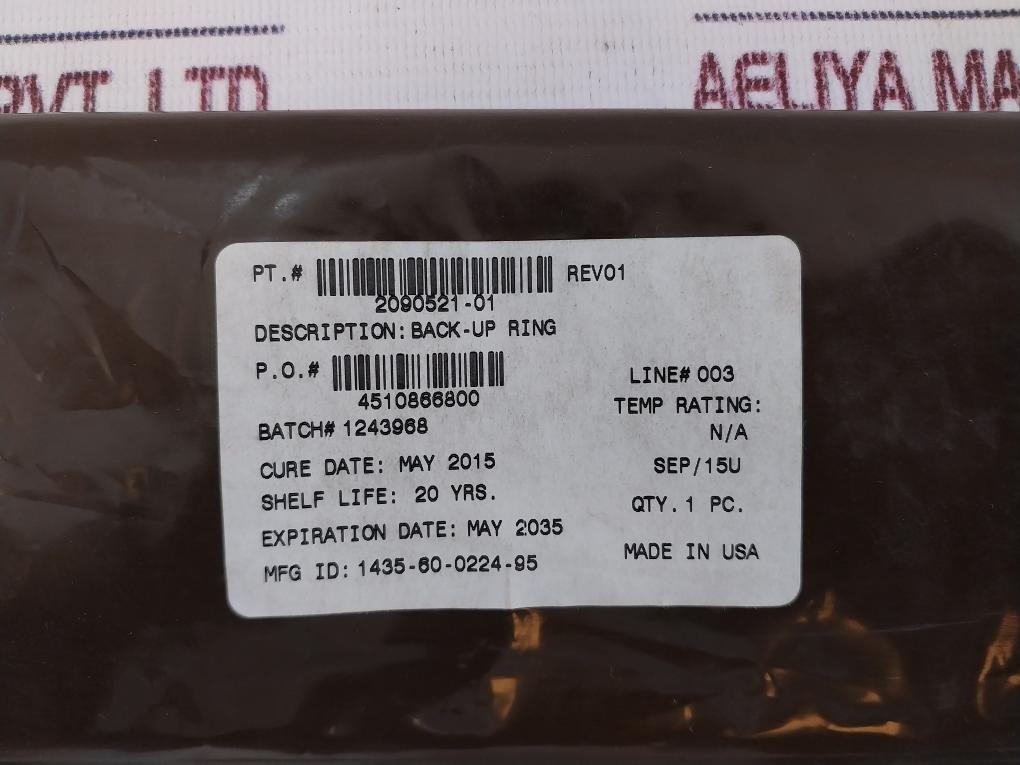 PVT. LTD
AELIYA MA
PT.# REV01
2090521-01
DESCRIPTION: BACK-UP RING
P.O.#
4510866800
LINE# 003
TEMP RATING:
BATCH# 1243968
N/A
CURE DATE: MAY 2015
SEP/15U
SHELF LIFE: 20 YRS.
QTY. 1 PC.
EXPIRATION DATE: MAY 2035
MADE IN USA
MFG ID: 1435-60-0224-95